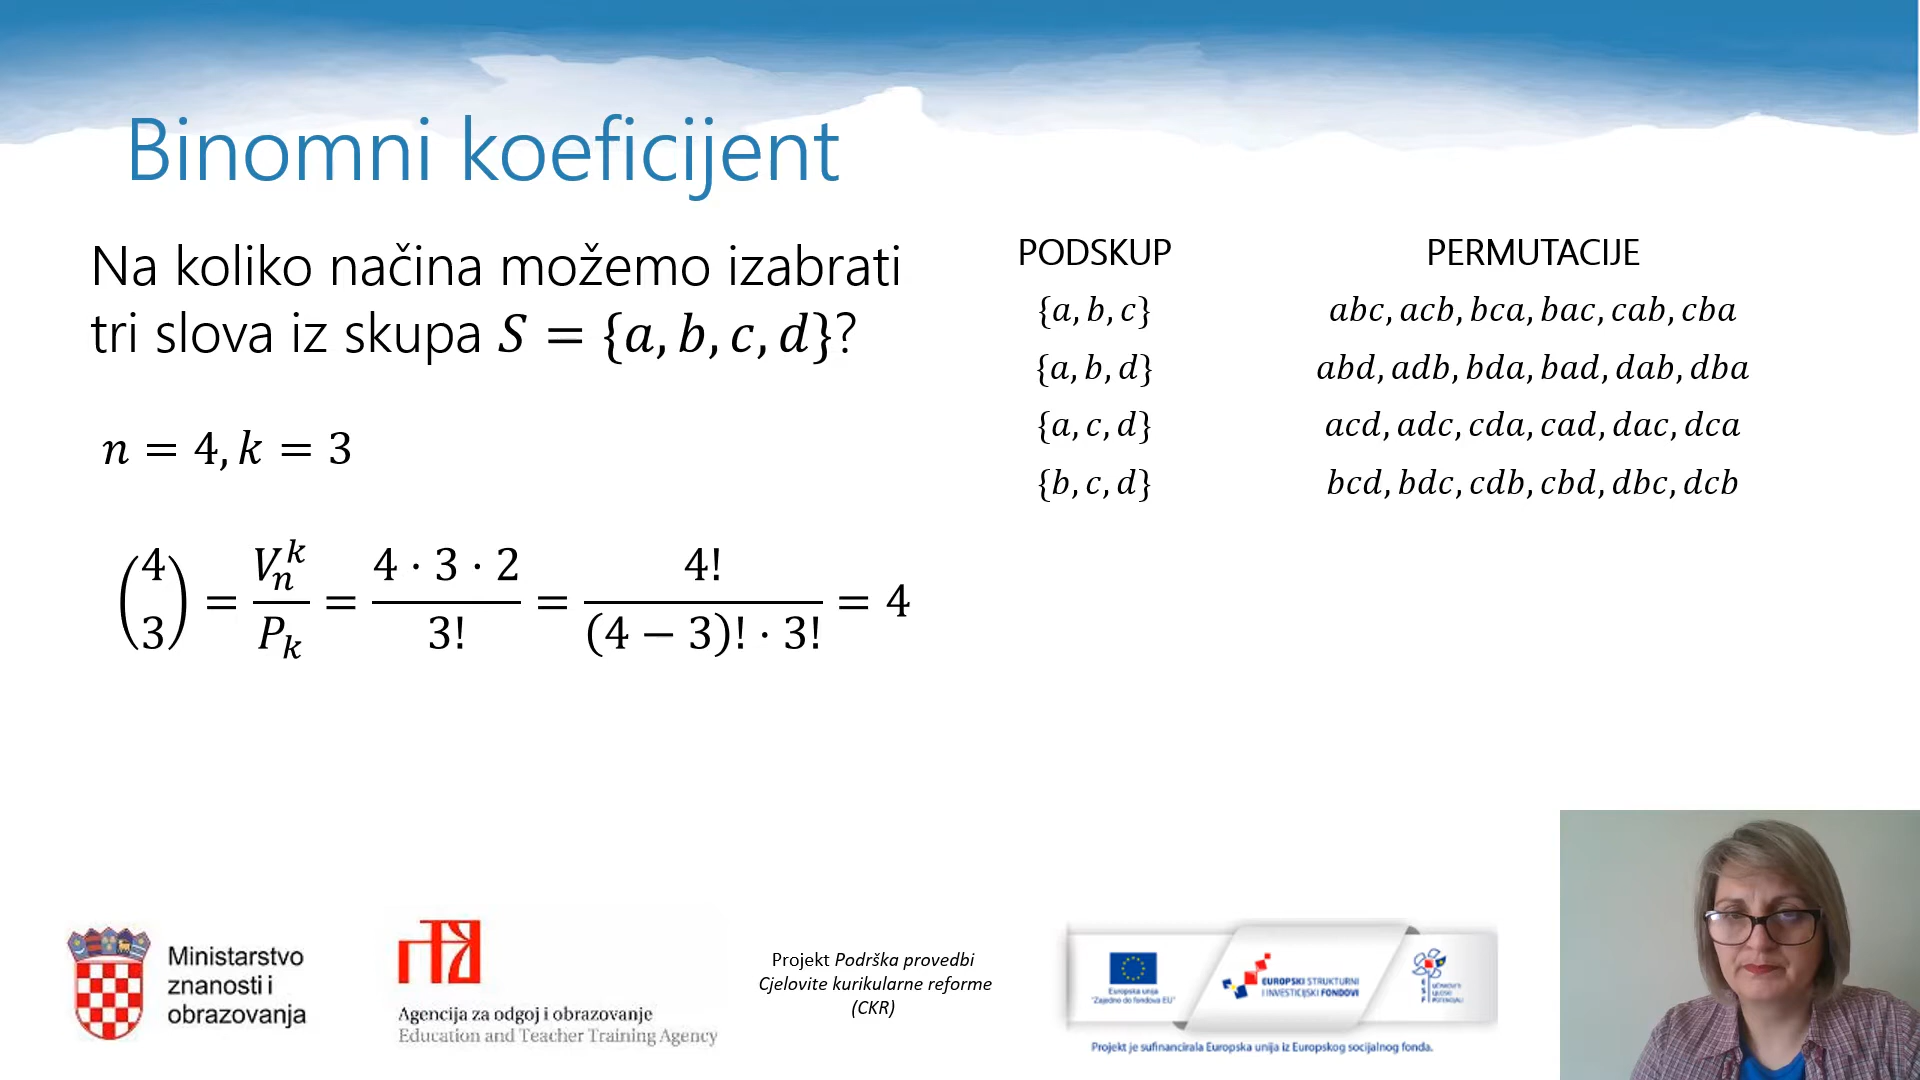 Binomni koeficijent
Na koliko načina možemo izabrati
tri slova iz skupa S = {a, b, c, d}?
n = 4, k = 3
(4 3) = V_n^k / P_k = 4 · 3 · 2 / 3! = 4! / (4 − 3)! · 3! = 4
PODSKUP PERMUTACIJE
{a, b, c} abc, acb, bca, bac, cab, cba
{a, b, d} abd, adb, bda, bad, dab, dba
{a, c, d} acd, adc, cda, cad, dac, dca
{b, c, d} bcd, bdc, cdb, cbd, dbc, dcb
Ministarstvo
znanosti i
obrazovanja
Agencija za odgoj i obrazovanje
Education and Teacher Training Agency
Projekt Podrška provedbi
Cjelovite kurikularne reforme
(CKR)
Europska unija
"Zajedno do fondova EU"
EUROPSKI STRUKTURNI
I INVESTICIJSKI FONDOVI
Projekt je sufinancirala Europska unija iz Europskog socijalnog fonda.